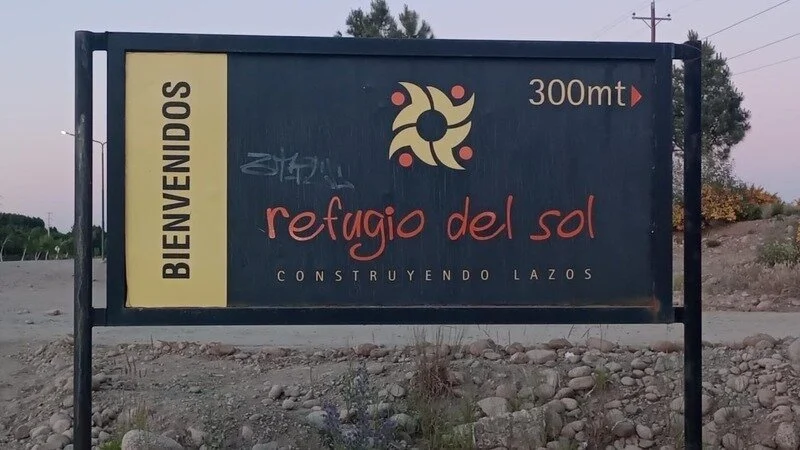 BIENVENIDOS
300mt
refugio del sol
CONSTRUYENDO LAZOS